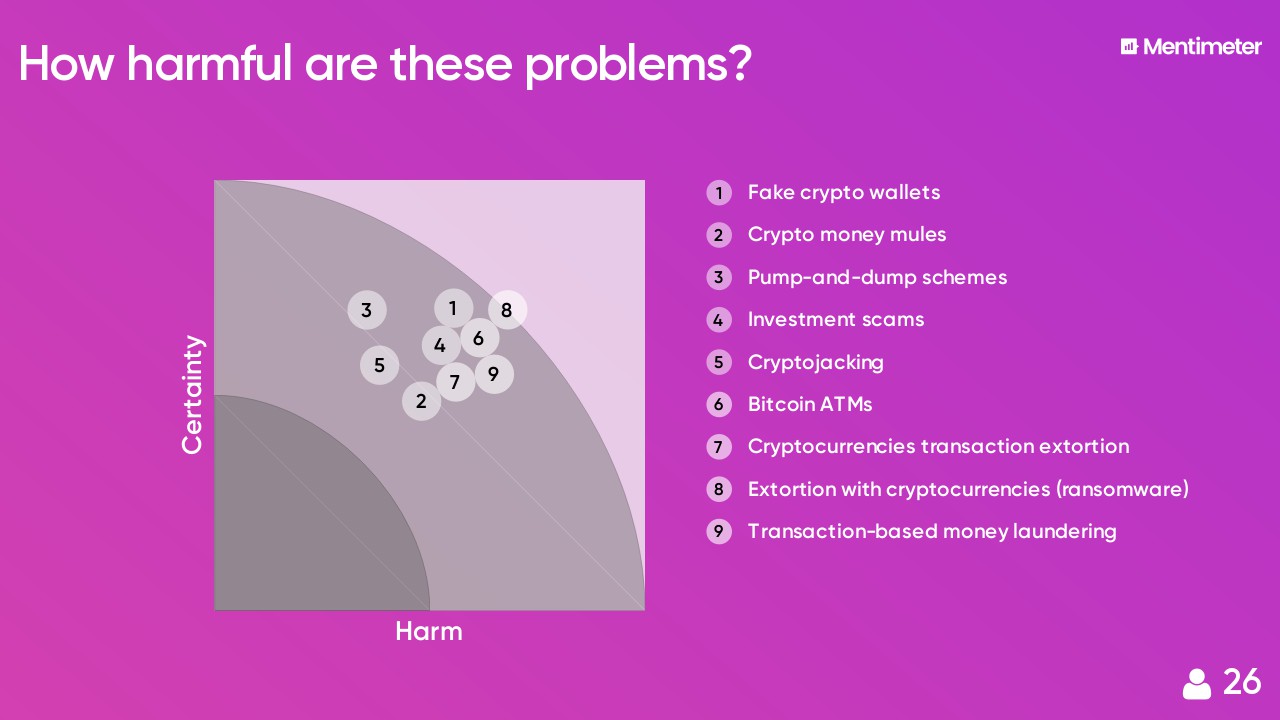 How harmful are these problems?
Mentimeter
3
1
8
6
4
5
9
7
2
Certainty
Harm
1 Fake crypto wallets
2 Crypto money mules
3 Pump-and-dump schemes
4 Investment scams
5 Cryptojacking
6 Bitcoin ATMs
7 Cryptocurrencies transaction extortion
8 Extortion with cryptocurrencies (ransomware)
9 Transaction-based money laundering
26